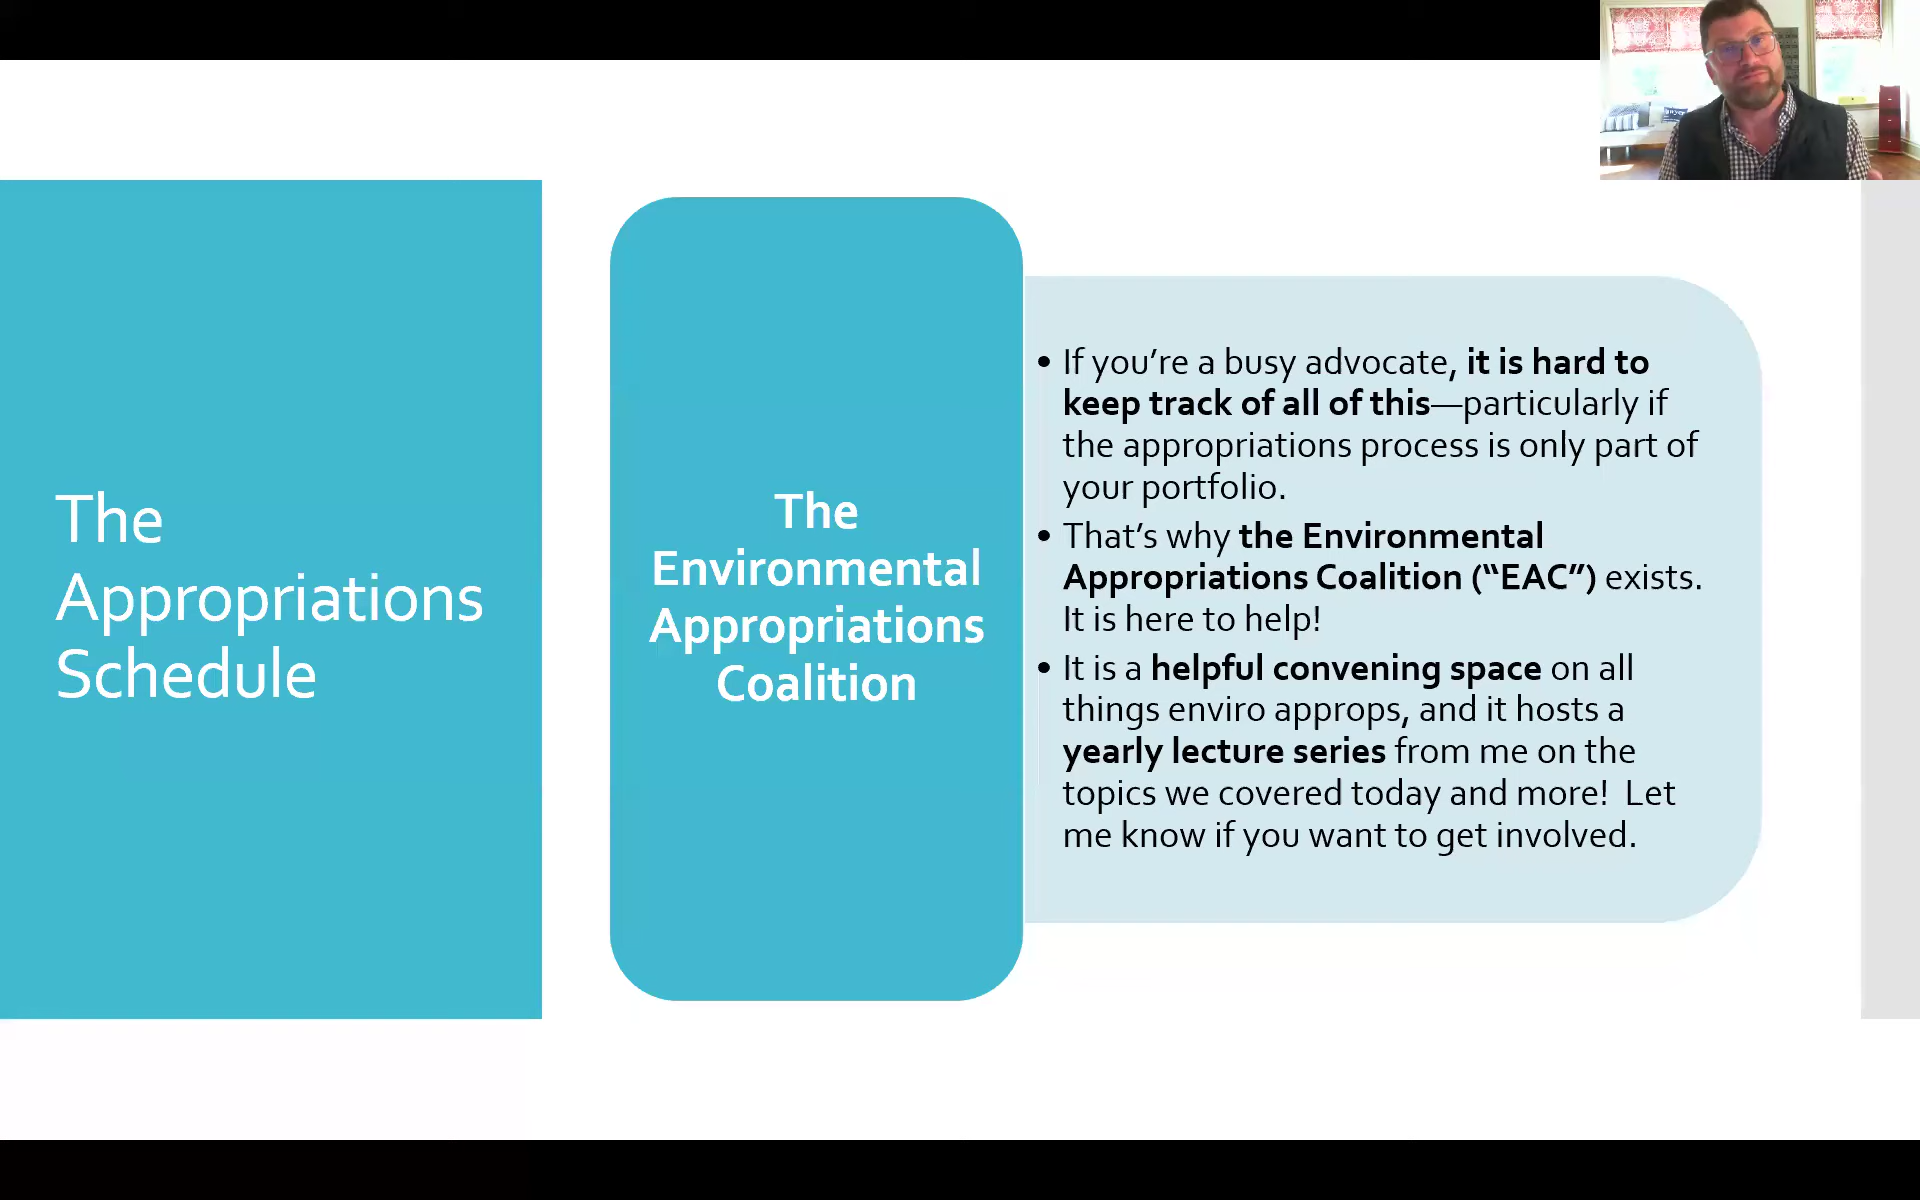 The
Appropriations
Schedule
The
Environmental
Appropriations
Coalition
• If you’re a busy advocate, it is hard to
keep track of all of this—particularly if
the appropriations process is only part of
your portfolio.
• That’s why the Environmental
Appropriations Coalition (“EAC”) exists.
It is here to help!
• It is a helpful convening space on all
things enviro approps, and it hosts a
yearly lecture series from me on the
topics we covered today and more!  Let
me know if you want to get involved.